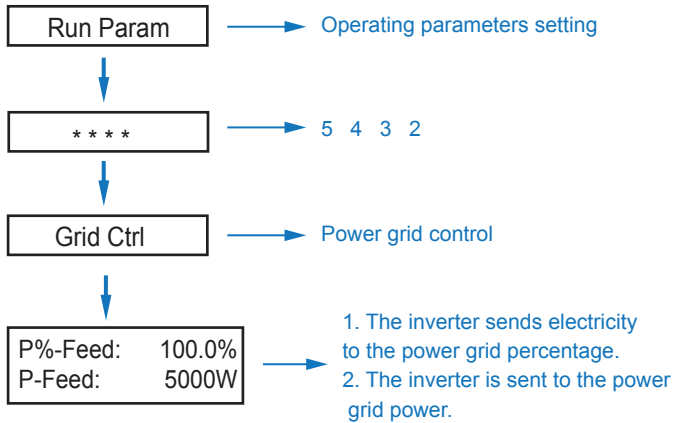 Run Param
Operating parameters setting
* * * *
5 4 3 2
Grid Ctrl
Power grid control
P%-Feed: 100.0%
P-Feed: 5000W
1. The inverter sends electricity
to the power grid percentage.
2. The inverter is sent to the power
grid power.